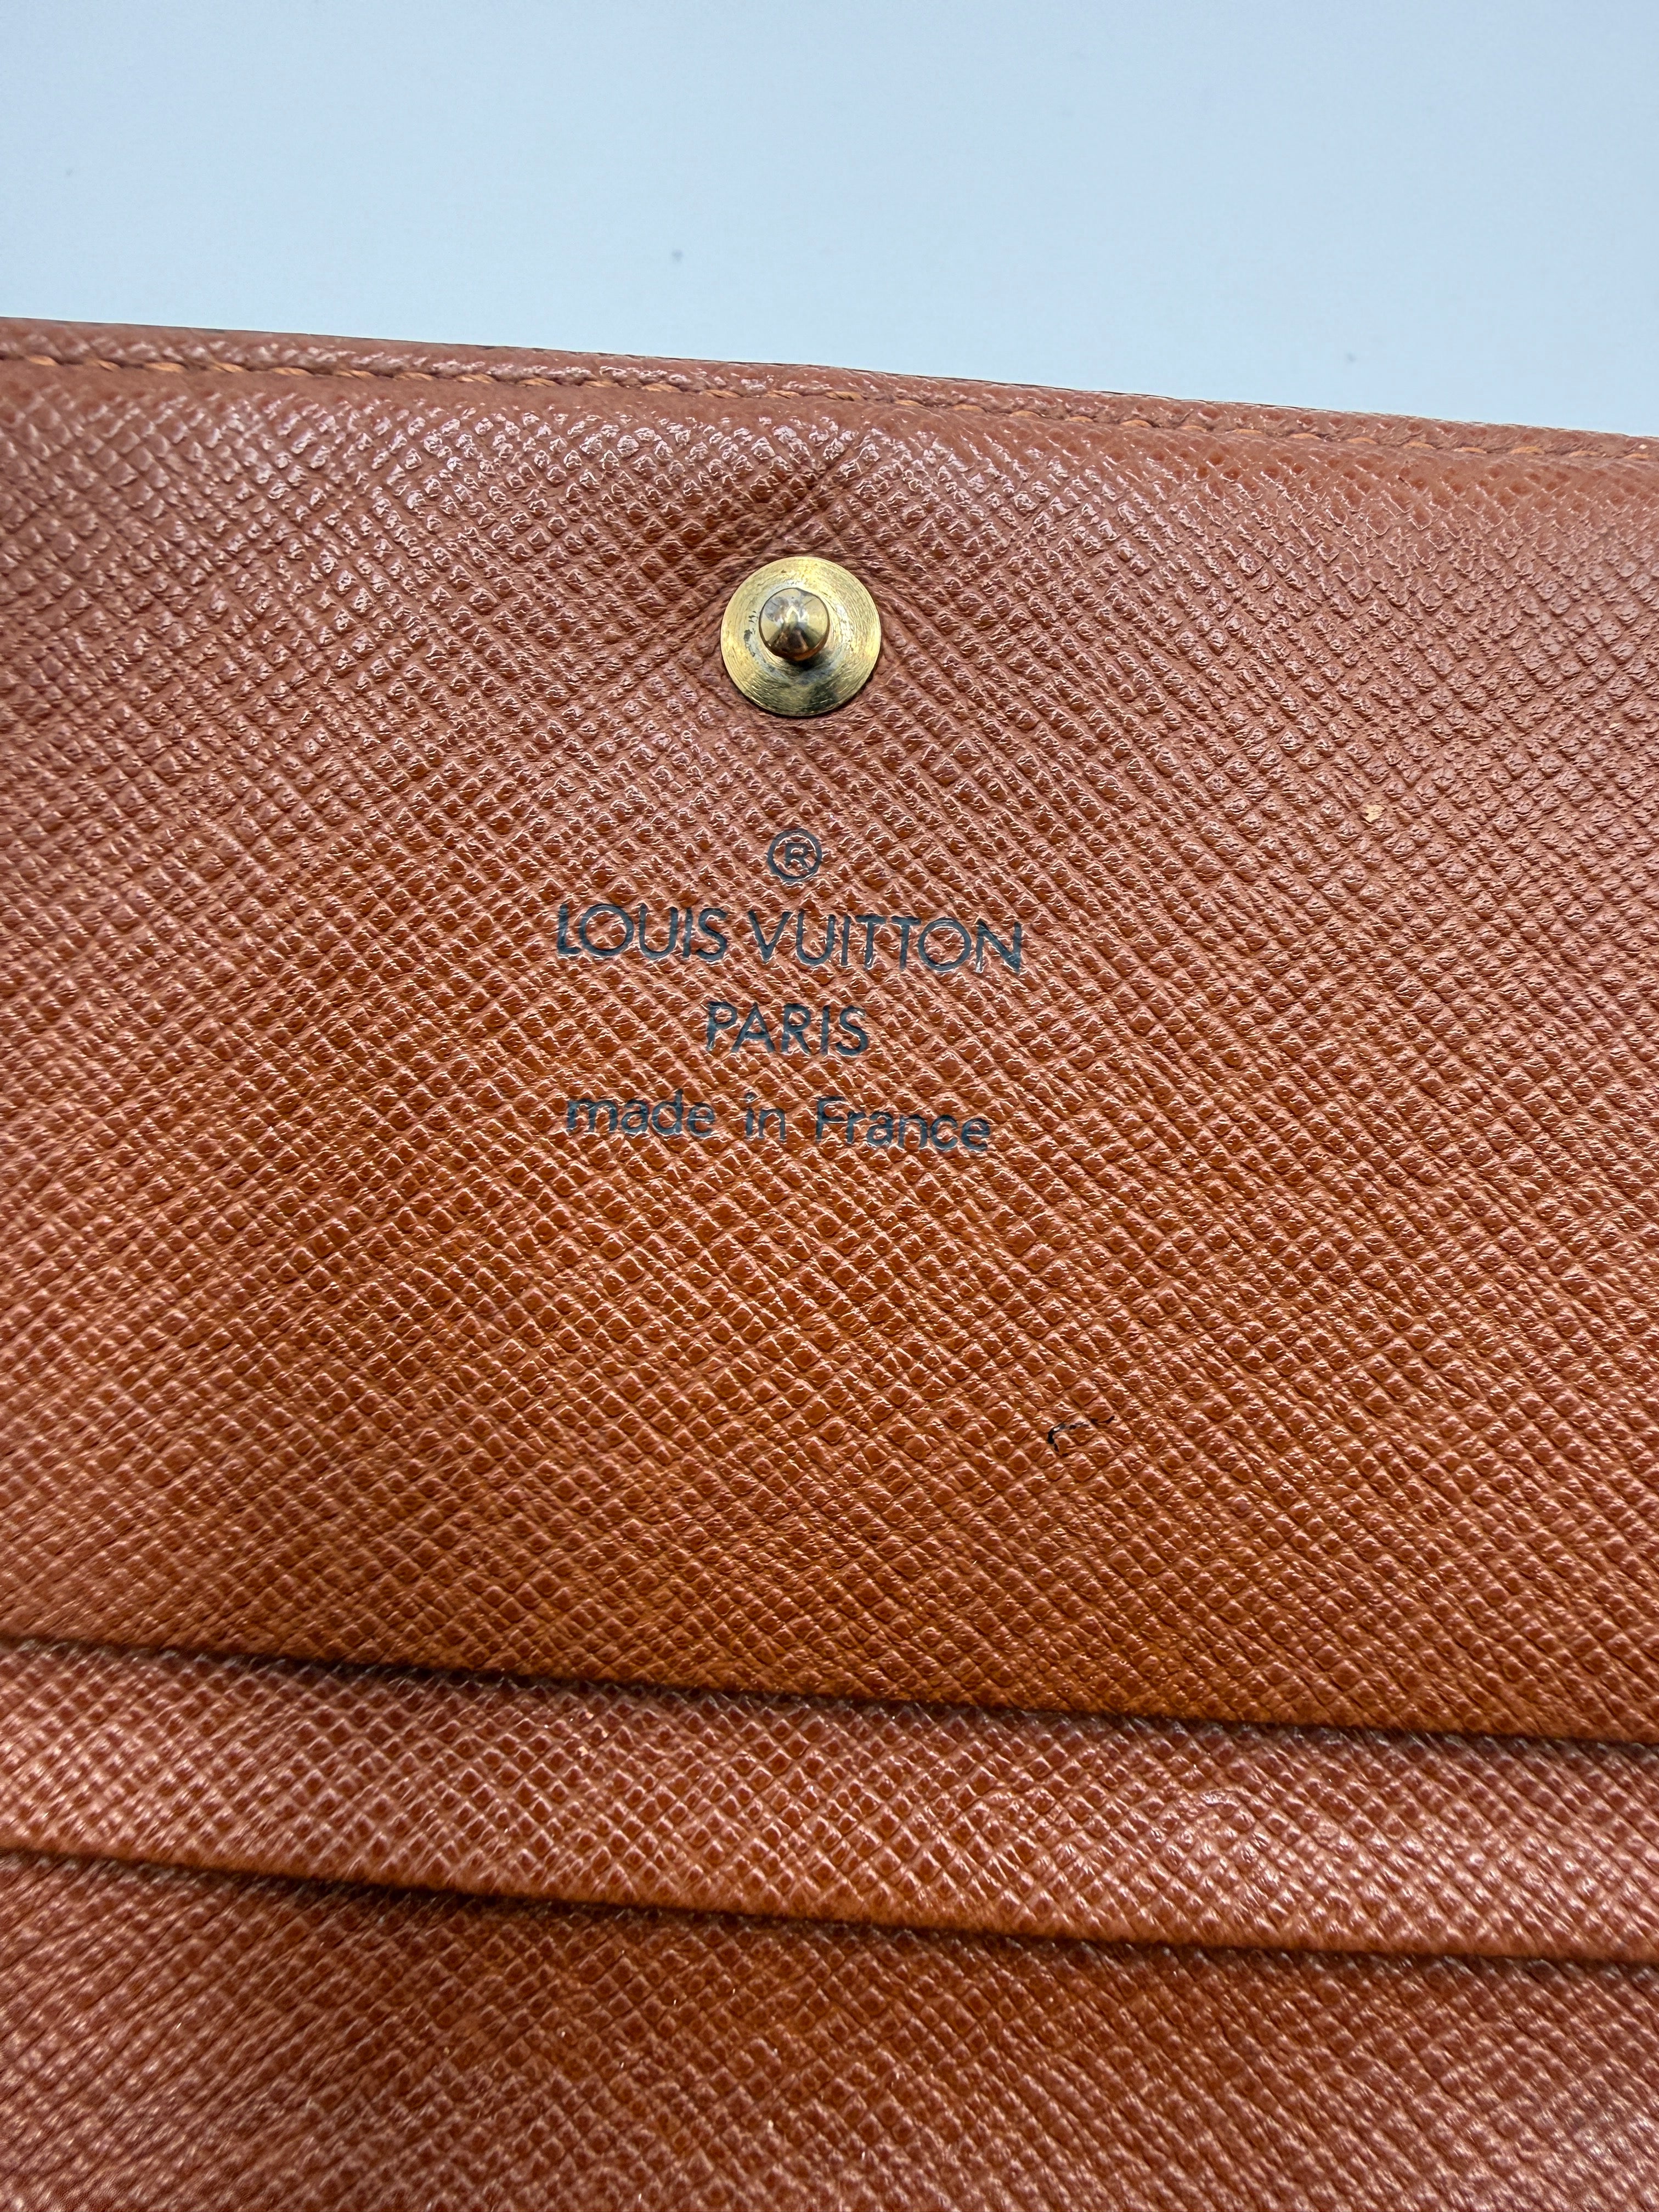 ®
LOUIS VUITTON
PARIS
made in France